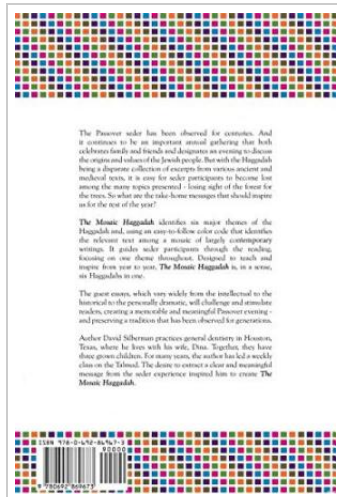 The Passover seder has been observed for centuries. And
it continues to be an important annual gathering that both
celebrates family and friends and designates an evening to discuss
the origins and values of the Jewish people. But with the Haggadah
being a disparate collection of excerpts from various ancient and
medieval texts, it is easy for seder participants to become lost
among the many topics presented - losing sight of the forest for
the trees. So what are the take-home messages that should inspire
us for the rest of the year?
The Mosaic Haggadah identifies six major themes of the
Haggadah and, using an easy-to-follow color code that identifies
the relevant text among a mosaic of largely contemporary
writings. It guides seder participants through the reading,
focusing on one theme throughout. Designed to teach and
inspire from year to year, The Mosaic Haggadah is, in a sense,
six Haggadahs in one.
The guest essays, which vary widely from the intellectual to the
historical to the personally dramatic, will challenge and stimulate
readers, creating a memorable and meaningful Passover evening -
and preserving a tradition that has been observed for generations.
Author David Silberman practices general dentistry in Houston,
Texas, where he lives with his wife, Dina. Together, they have
three grown children. For many years, the author has led a weekly
class on the Talmud. The desire to extract a clear and meaningful
message from the seder experience inspired him to create The
Mosaic Haggadah.
ISBN 978-0-692-86967-3
90000
9 780692 869673